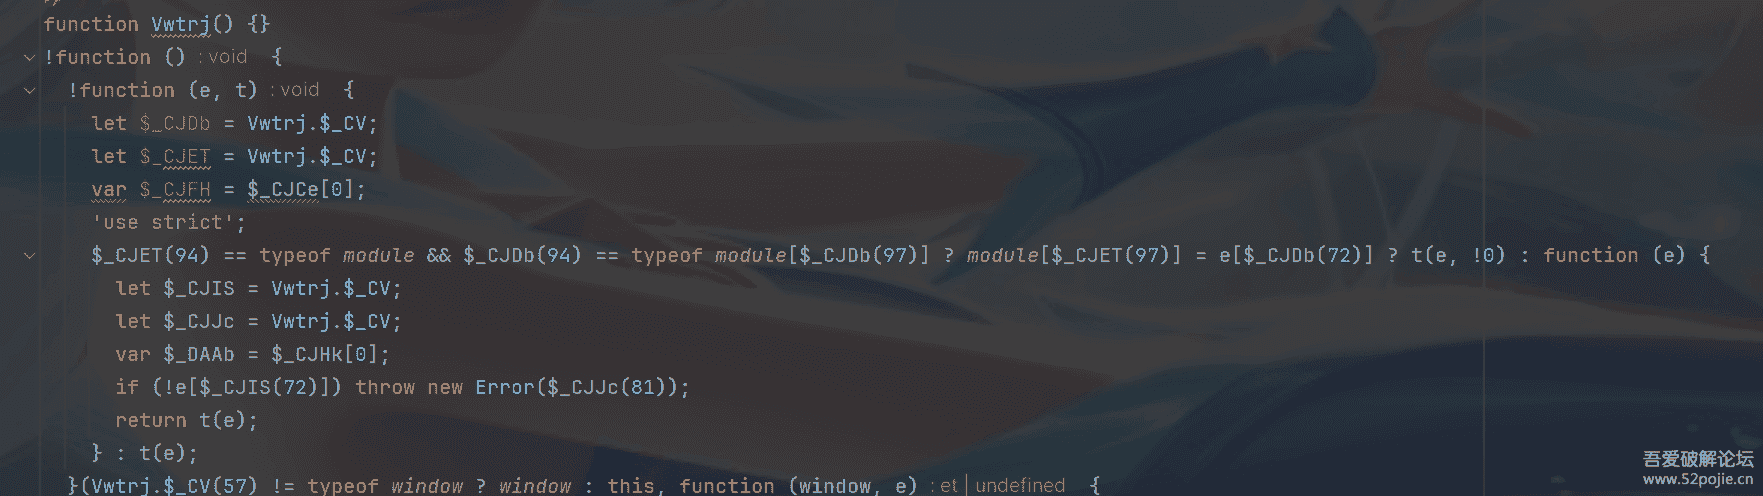 function Vwtrj() {}
!function () : void {
!function (e, t) : void {
let $_CJDb = Vwtrj.$_CV;
let $_CJET = Vwtrj.$_CV;
var $_CJFH = $_CJCe[0];
'use strict';
$_CJET(94) == typeof module && $_CJDb(94) == typeof module[$_CJDb(97)] ? module[$_CJET(97)] = e[$_CJDb(72)] ? t(e, !0) : function (e) {
let $_CJIS = Vwtrj.$_CV;
let $_CJJc = Vwtrj.$_CV;
var $_DAAb = $_CJHk[0];
if (!e[$_CJIS(72)]) throw new Error($_CJJc(81));
return t(e);
} : t(e);
}(Vwtrj.$_CV(57) != typeof window ? window : this, function (window, e) : et | undefined {
吾爱破解论坛
www.52pojie.cn